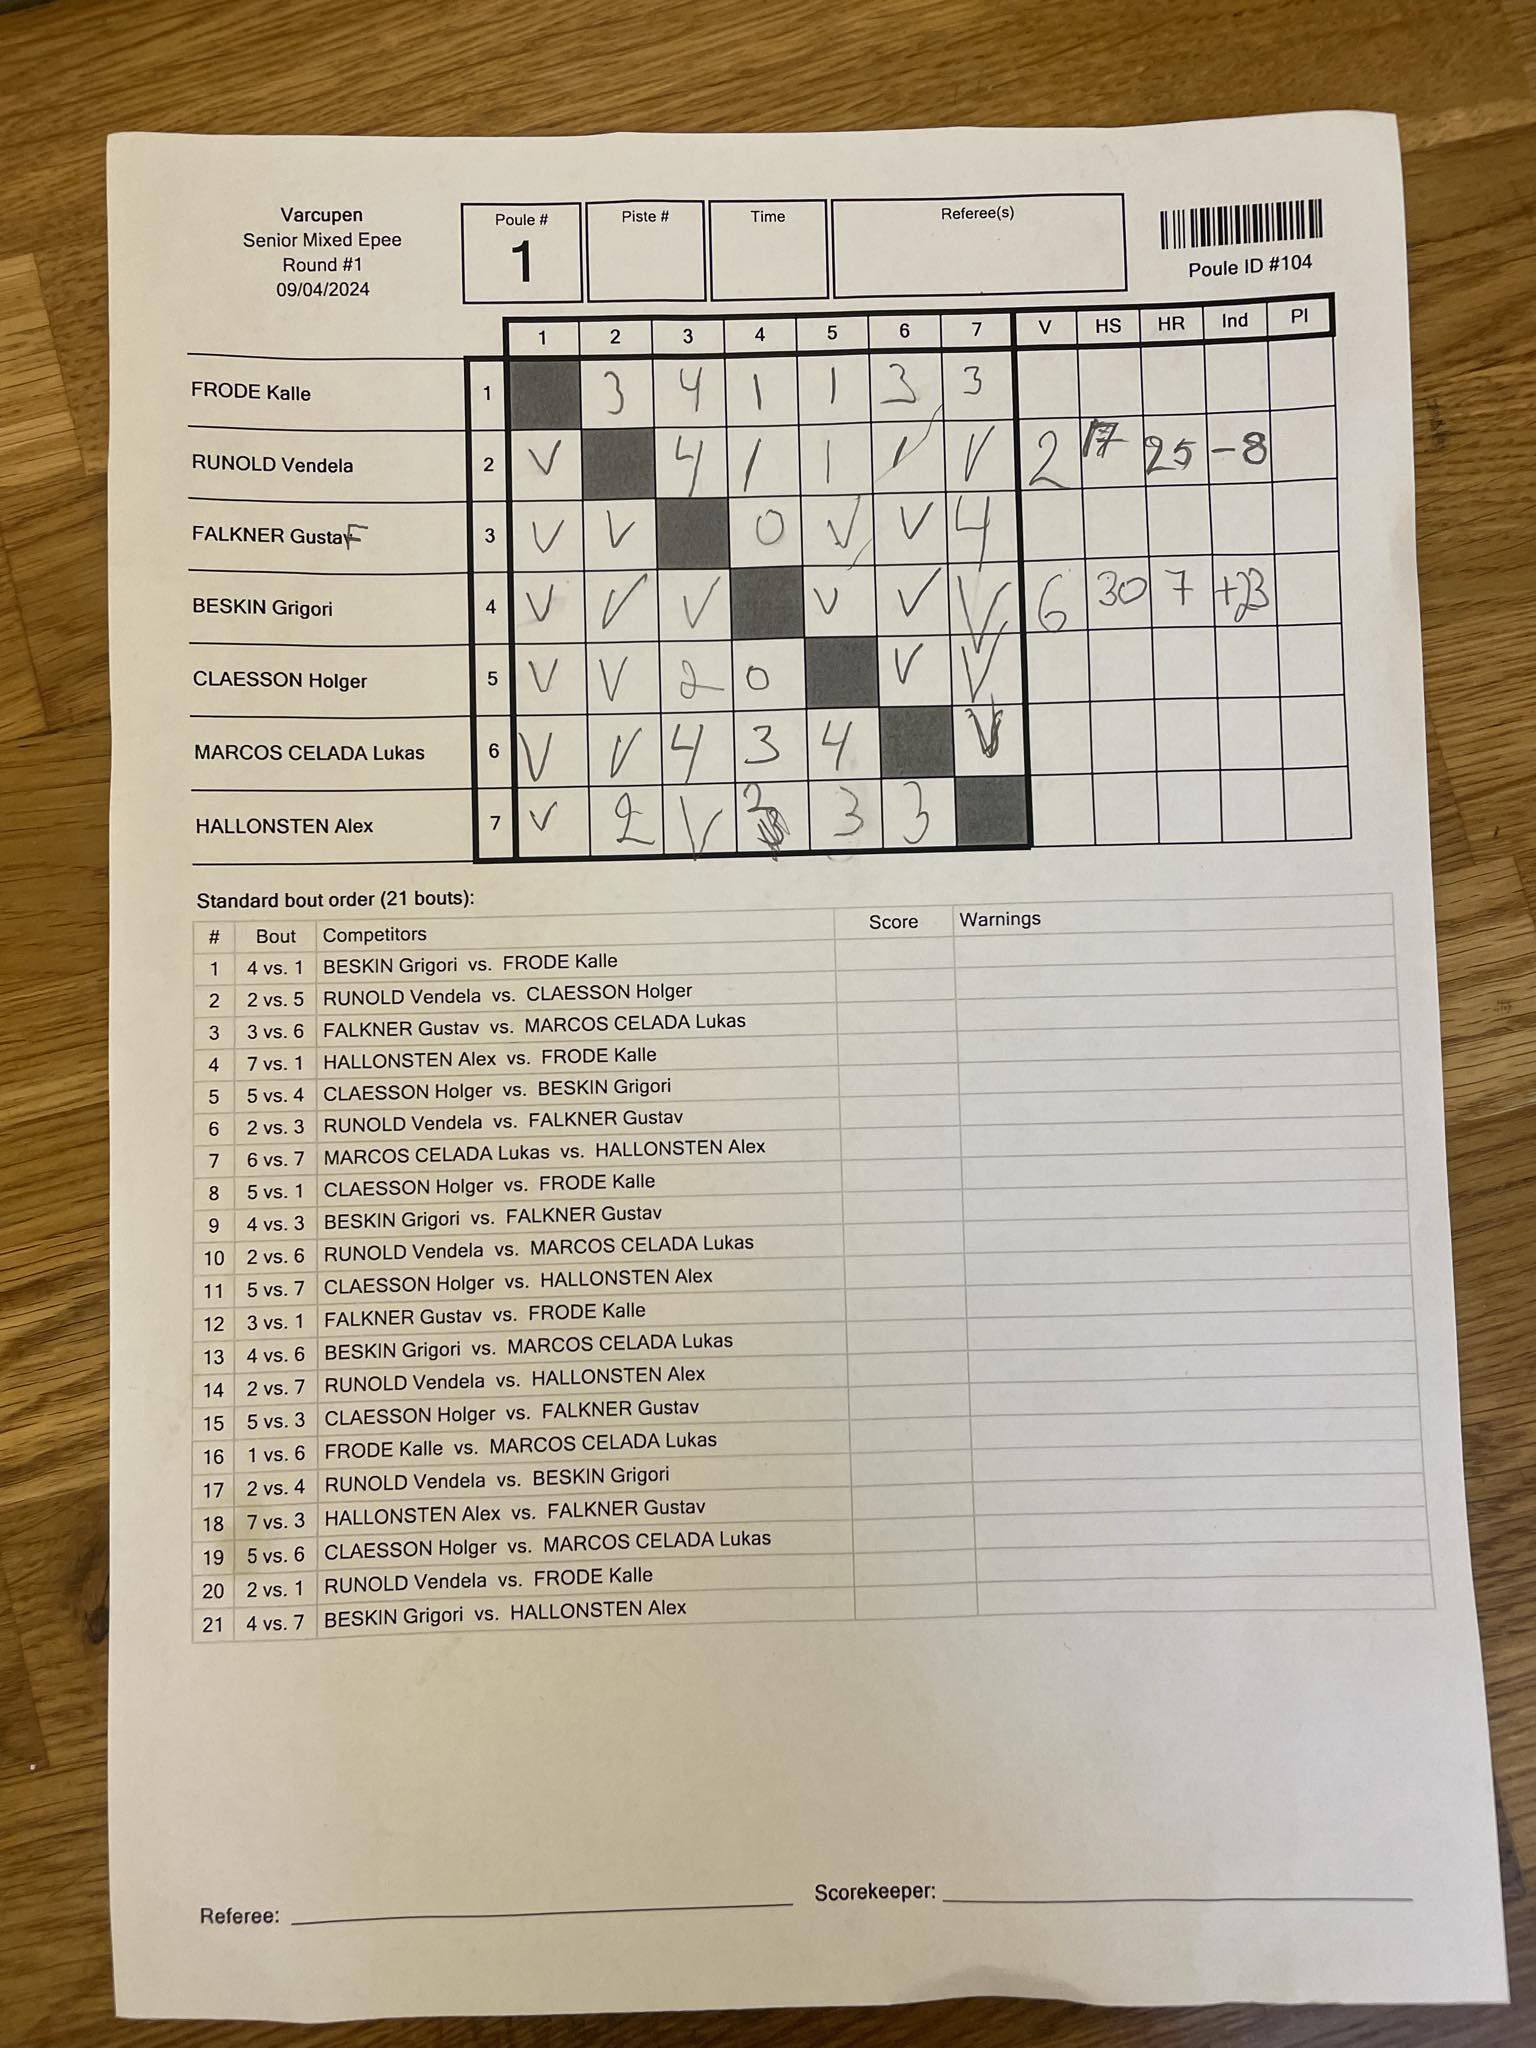 Varcupen
Senior Mixed Epee
Round #1
09/04/2024
Poule #
1
Piste #
Time
Referee(s)
Poule ID #104
1 2 3 4 5 6 7 V HS HR Ind Pl
FRODE Kalle 1 3 4 1 1 3 3
RUNOLD Vendela 2 V 4 1 1 1 V 2 17 25 -8
FALKNER GustaF 3 V V 0 V V 4
BESKIN Grigori 4 V V V V V V 6 30 7 +23
CLAESSON Holger 5 V V 2 0 V V
MARCOS CELADA Lukas 6 V V 4 3 4 V
HALLONSTEN Alex 7 V 2 V 2 3 3
Standard bout order (21 bouts):
# Bout Competitors Score Warnings
1 4 vs. 1 BESKIN Grigori vs. FRODE Kalle
2 2 vs. 5 RUNOLD Vendela vs. CLAESSON Holger
3 3 vs. 6 FALKNER Gustav vs. MARCOS CELADA Lukas
4 7 vs. 1 HALLONSTEN Alex vs. FRODE Kalle
5 5 vs. 4 CLAESSON Holger vs. BESKIN Grigori
6 2 vs. 3 RUNOLD Vendela vs. FALKNER Gustav
7 6 vs. 7 MARCOS CELADA Lukas vs. HALLONSTEN Alex
8 5 vs. 1 CLAESSON Holger vs. FRODE Kalle
9 4 vs. 3 BESKIN Grigori vs. FALKNER Gustav
10 2 vs. 6 RUNOLD Vendela vs. MARCOS CELADA Lukas
11 5 vs. 7 CLAESSON Holger vs. HALLONSTEN Alex
12 3 vs. 1 FALKNER Gustav vs. FRODE Kalle
13 4 vs. 6 BESKIN Grigori vs. MARCOS CELADA Lukas
14 2 vs. 7 RUNOLD Vendela vs. HALLONSTEN Alex
15 5 vs. 3 CLAESSON Holger vs. FALKNER Gustav
16 1 vs. 6 FRODE Kalle vs. MARCOS CELADA Lukas
17 2 vs. 4 RUNOLD Vendela vs. BESKIN Grigori
18 7 vs. 3 HALLONSTEN Alex vs. FALKNER Gustav
19 5 vs. 6 CLAESSON Holger vs. MARCOS CELADA Lukas
20 2 vs. 1 RUNOLD Vendela vs. FRODE Kalle
21 4 vs. 7 BESKIN Grigori vs. HALLONSTEN Alex
Referee:
Scorekeeper: